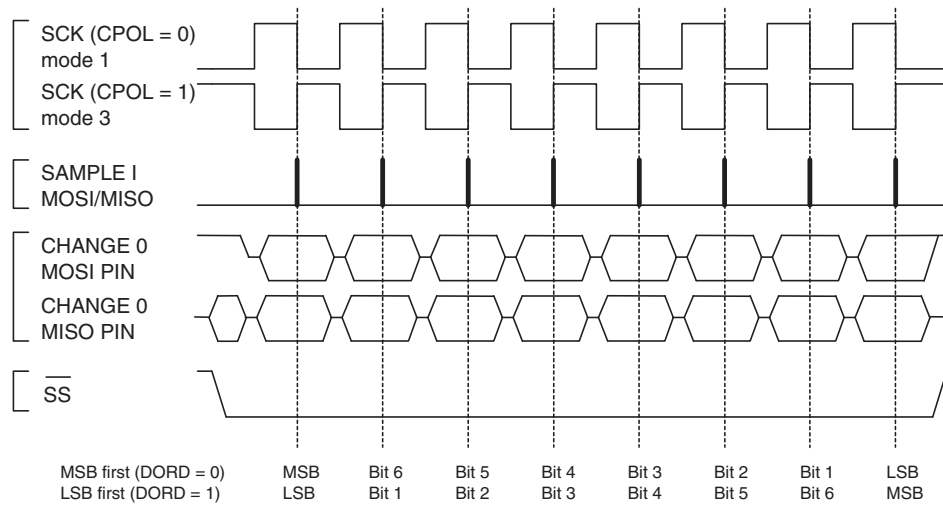 SCK (CPOL = 0)
mode 1
SCK (CPOL = 1)
mode 3
SAMPLE I
MOSI/MISO
CHANGE 0
MOSI PIN
CHANGE 0
MISO PIN
SS
MSB first (DORD = 0) MSB Bit 6 Bit 5 Bit 4 Bit 3 Bit 2 Bit 1 LSB
LSB first (DORD = 1) LSB Bit 1 Bit 2 Bit 3 Bit 4 Bit 5 Bit 6 MSB